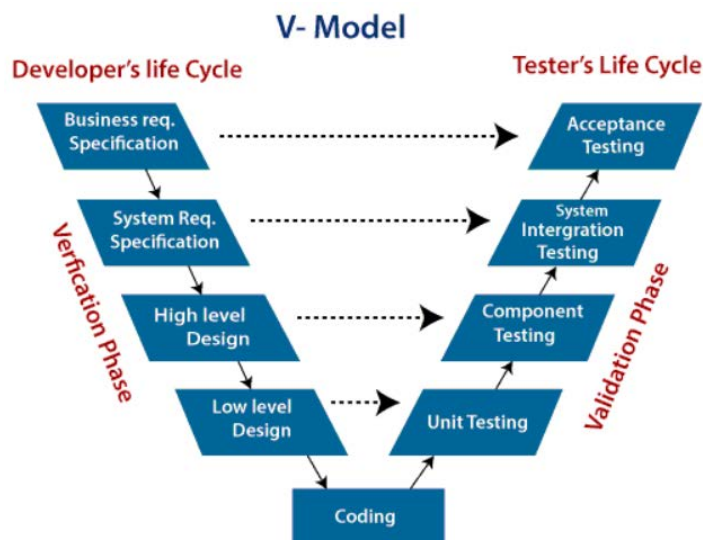 V- Model
Developer's life Cycle
Tester's Life Cycle
Business req.
Specification
Acceptance
Testing
System Req.
Specification
System
Intergration
Testing
Verfication Phase
High level
Design
Component
Testing
Validation Phase
Low level
Design
Unit Testing
Coding